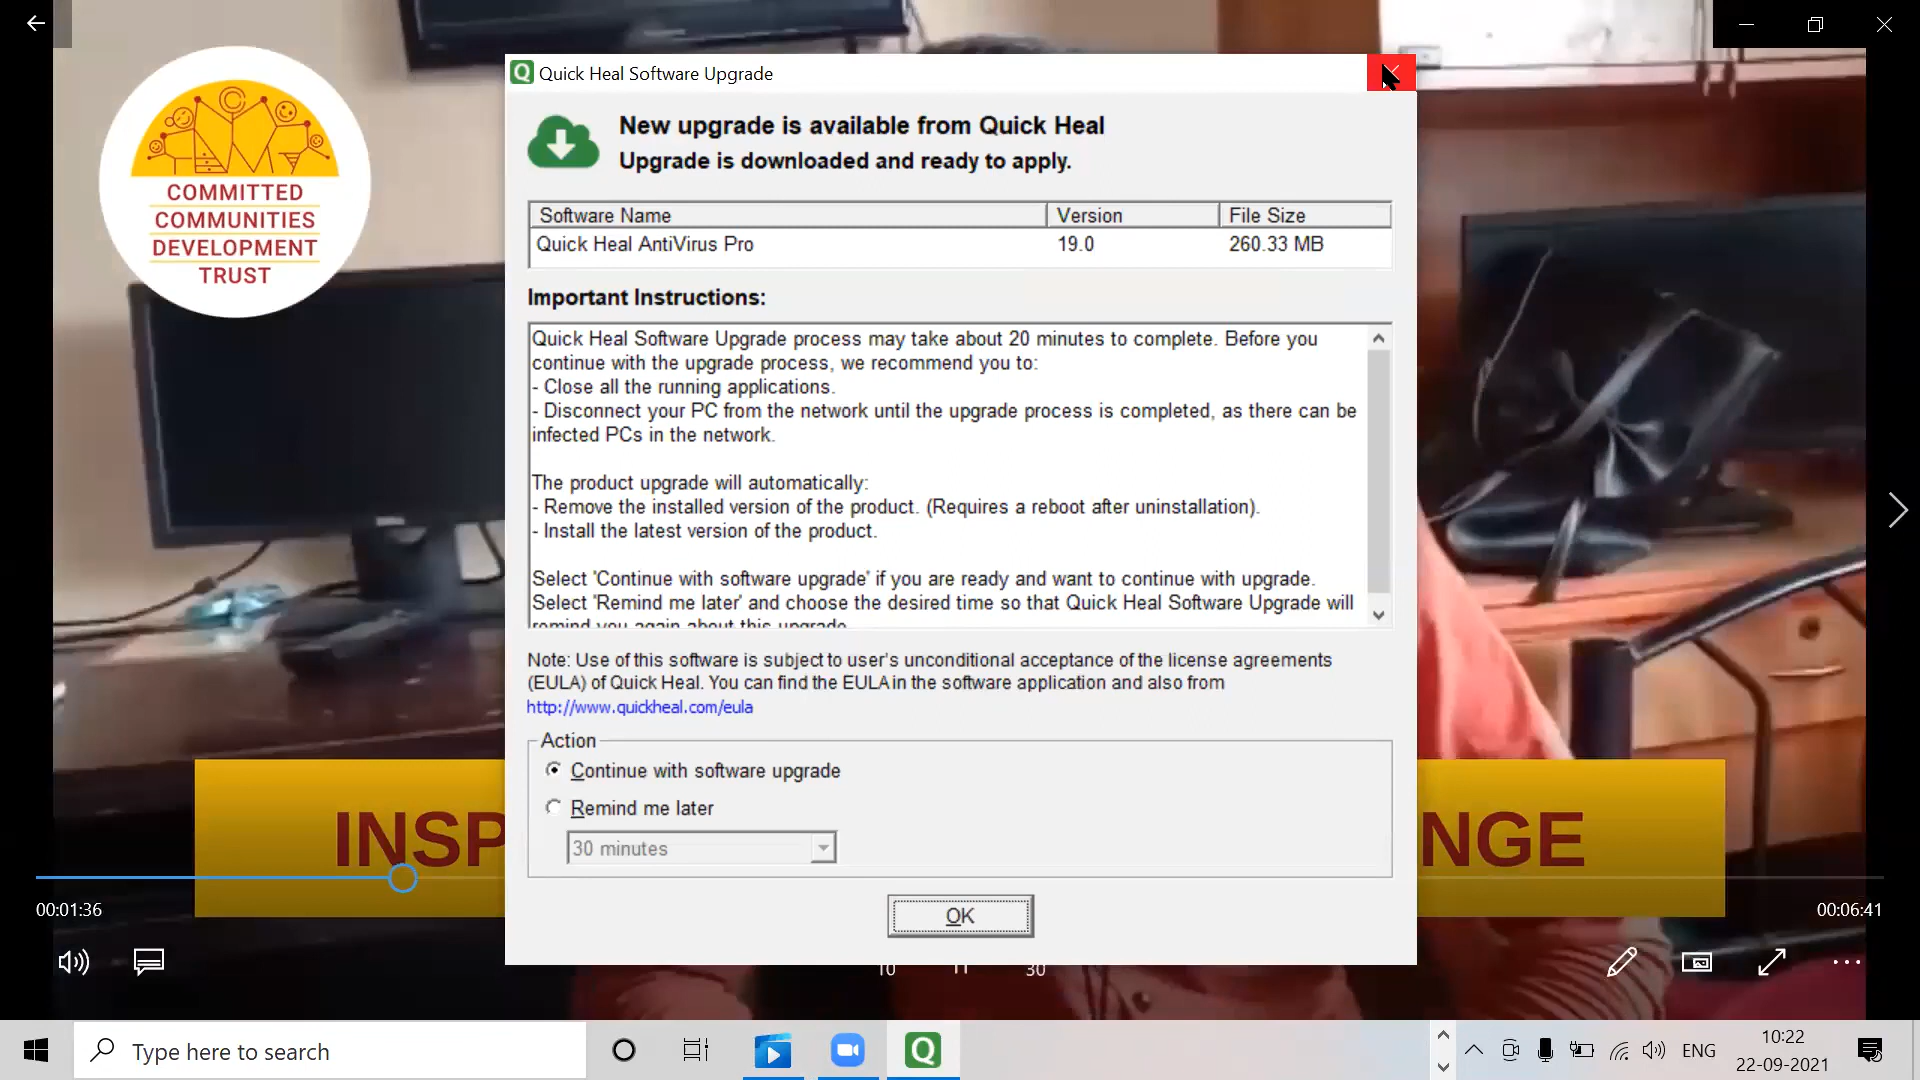 Quick Heal Software Upgrade
New upgrade is available from Quick Heal
Upgrade is downloaded and ready to apply.
Software Name Version File Size
Quick Heal AntiVirus Pro 19.0 260.33 MB
Important Instructions:
Quick Heal Software Upgrade process may take about 20 minutes to complete. Before you
continue with the upgrade process, we recommend you to:
- Close all the running applications.
- Disconnect your PC from the network until the upgrade process is completed, as there can be
infected PCs in the network.
The product upgrade will automatically:
- Remove the installed version of the product. (Requires a reboot after uninstallation).
- Install the latest version of the product.
Select 'Continue with software upgrade' if you are ready and want to continue with upgrade.
Select 'Remind me later' and choose the desired time so that Quick Heal Software Upgrade will
remind you again about this upgrade
Note: Use of this software is subject to user's unconditional acceptance of the license agreements
(EULA) of Quick Heal. You can find the EULA in the software application and also from
http://www.quickheal.com/eula
Action
Continue with software upgrade
Remind me later
30 minutes
OK
COMMITTED
COMMUNITIES
DEVELOPMENT
TRUST
INSP
NGE
00:01:36
00:06:41
10 30
Type here to search
ENG
10:22
22-09-2021